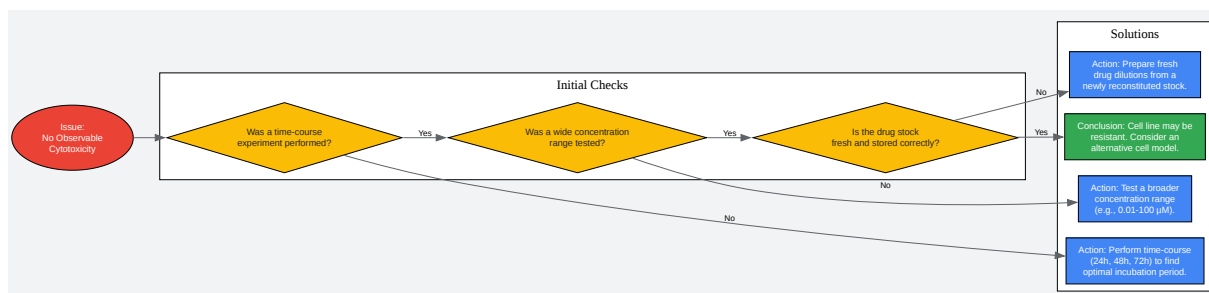 Solutions
Initial Checks
Issue:
No Observable
Cytotoxicity
Was a time-course
experiment performed?
Yes
Was a wide concentration
range tested?
Yes
Is the drug stock
fresh and stored correctly?
No
Yes
No
No
Action: Prepare fresh
drug dilutions from a
newly reconstituted stock.
Conclusion: Cell line may be
resistant. Consider an
alternative cell model.
Action: Test a broader
concentration range
(e.g., 0.01-100 µM).
Action: Perform time-course
(24h, 48h, 72h) to find
optimal incubation period.